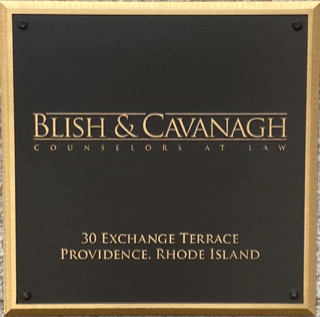 BLISH & CAVANAGH
COUNSELORS AT LAW
30 EXCHANGE TERRACE
PROVIDENCE, RHODE ISLAND